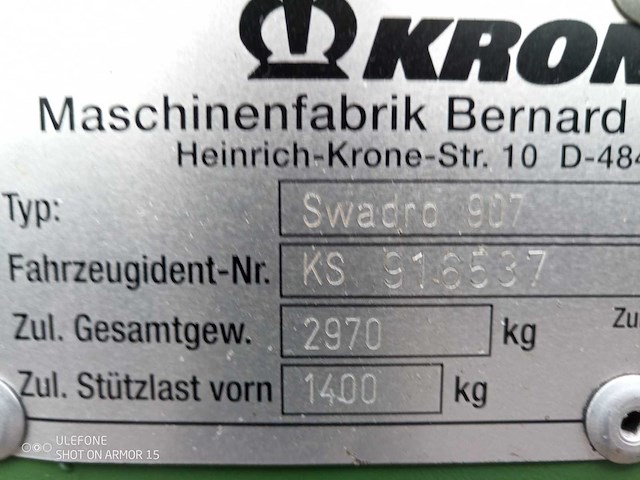 KRON
Maschinenfabrik Bernard
Heinrich-Krone-Str. 10 D-484
Typ: Swadro 907
Fahrzeugident-Nr. KS 916537
Zul. Gesamtgew. 2970 kg Zu
Zul. Stützlast vorn 1400 kg
ULEFONE
SHOT ON ARMOR 15